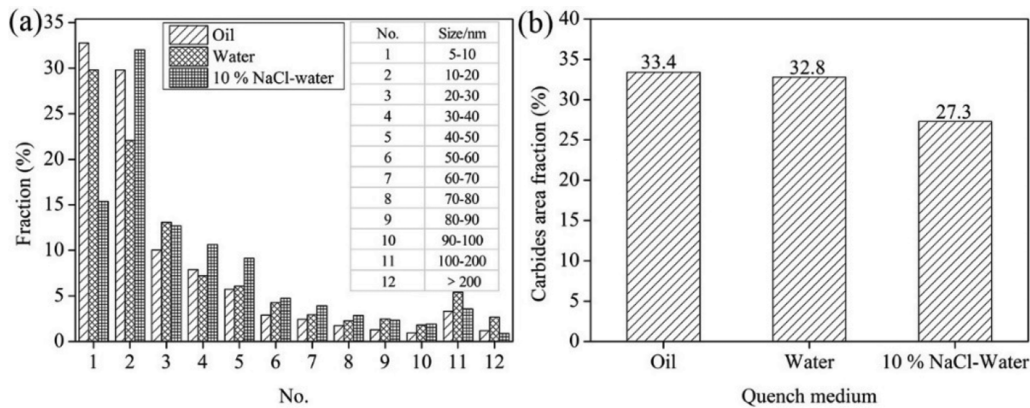 (a)
Fraction (%)
35
30
25
20
15
10
5
0
Oil
Water
10 % NaCl-water
No. Size/nm
1 5-10
2 10-20
3 20-30
4 30-40
5 40-50
6 50-60
7 60-70
8 70-80
9 80-90
10 90-100
11 100-200
12 > 200
1 2 3 4 5 6 7 8 9 10 11 12
No.
(b)
Carbides area fraction (%)
40
35
30
25
20
15
10
5
0
33.4
32.8
27.3
Oil Water 10 % NaCl-Water
Quench medium